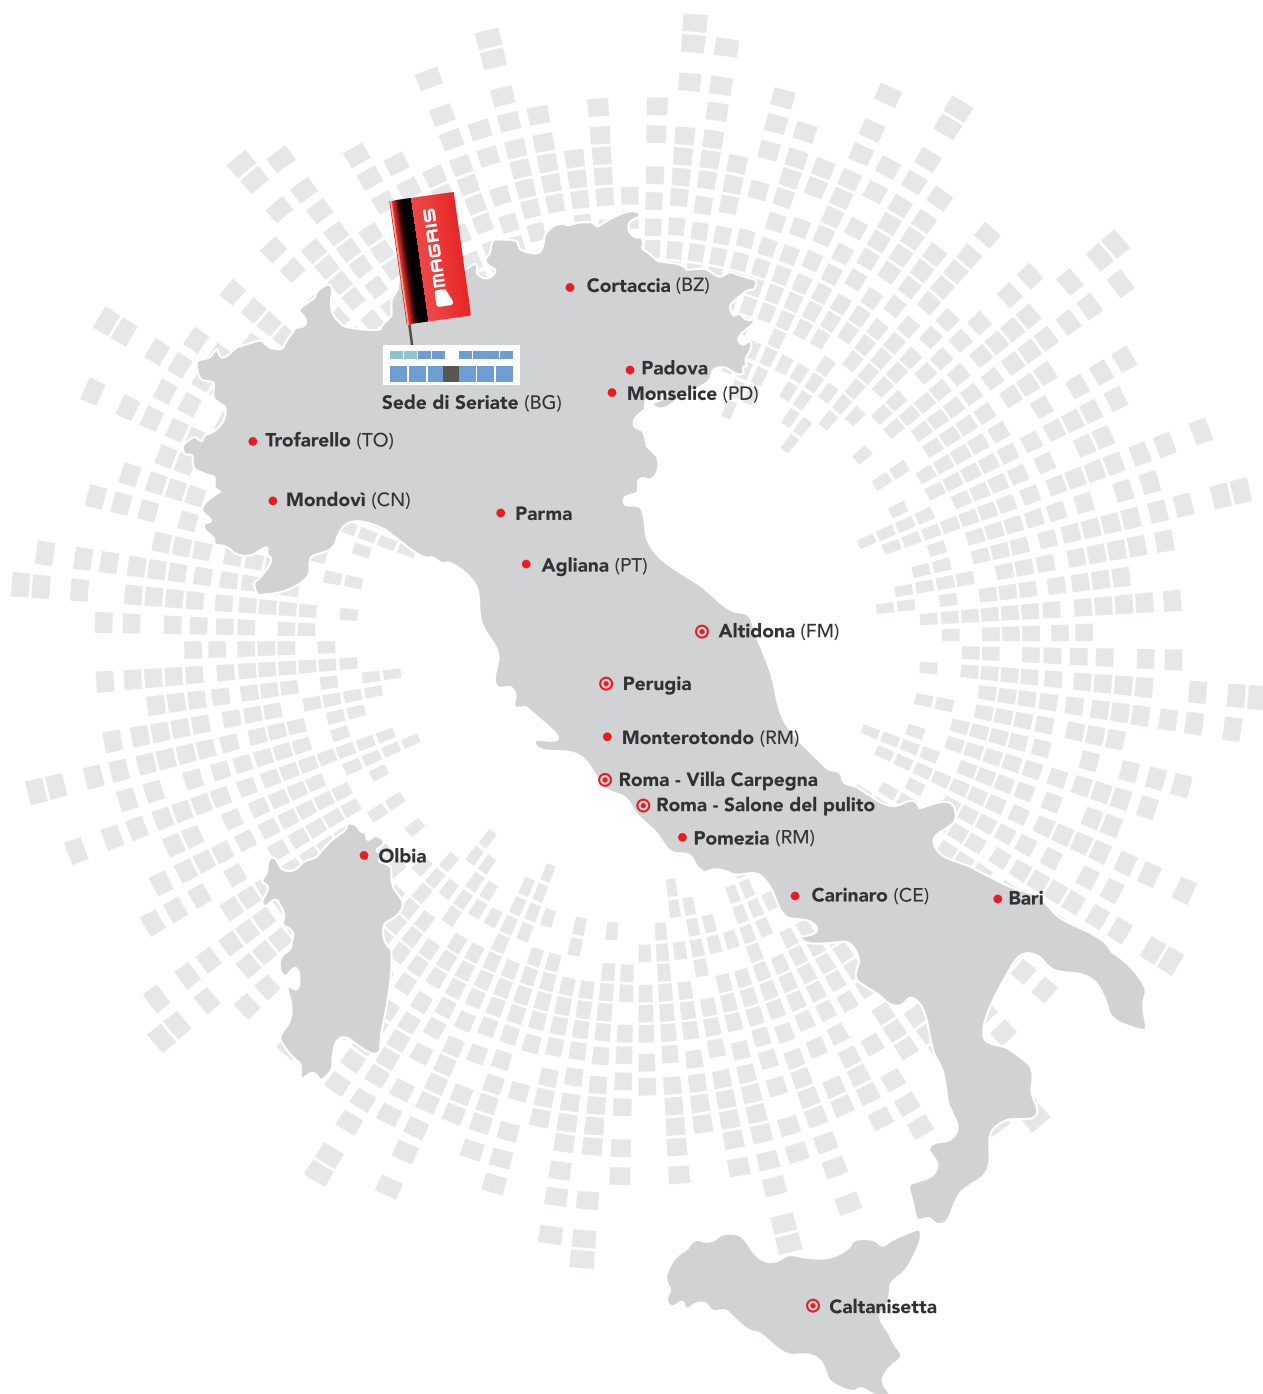 MAGRIS
Cortaccia (BZ)
Padova
Monselice (PD)
Sede di Seriate (BG)
Trofarello (TO)
Mondovì (CN)
Parma
Agliana (PT)
Altidona (FM)
Perugia
Monterotondo (RM)
Roma - Villa Carpegna
Roma - Salone del pulito
Pomezia (RM)
Olbia
Carinaro (CE)
Bari
Caltanisetta